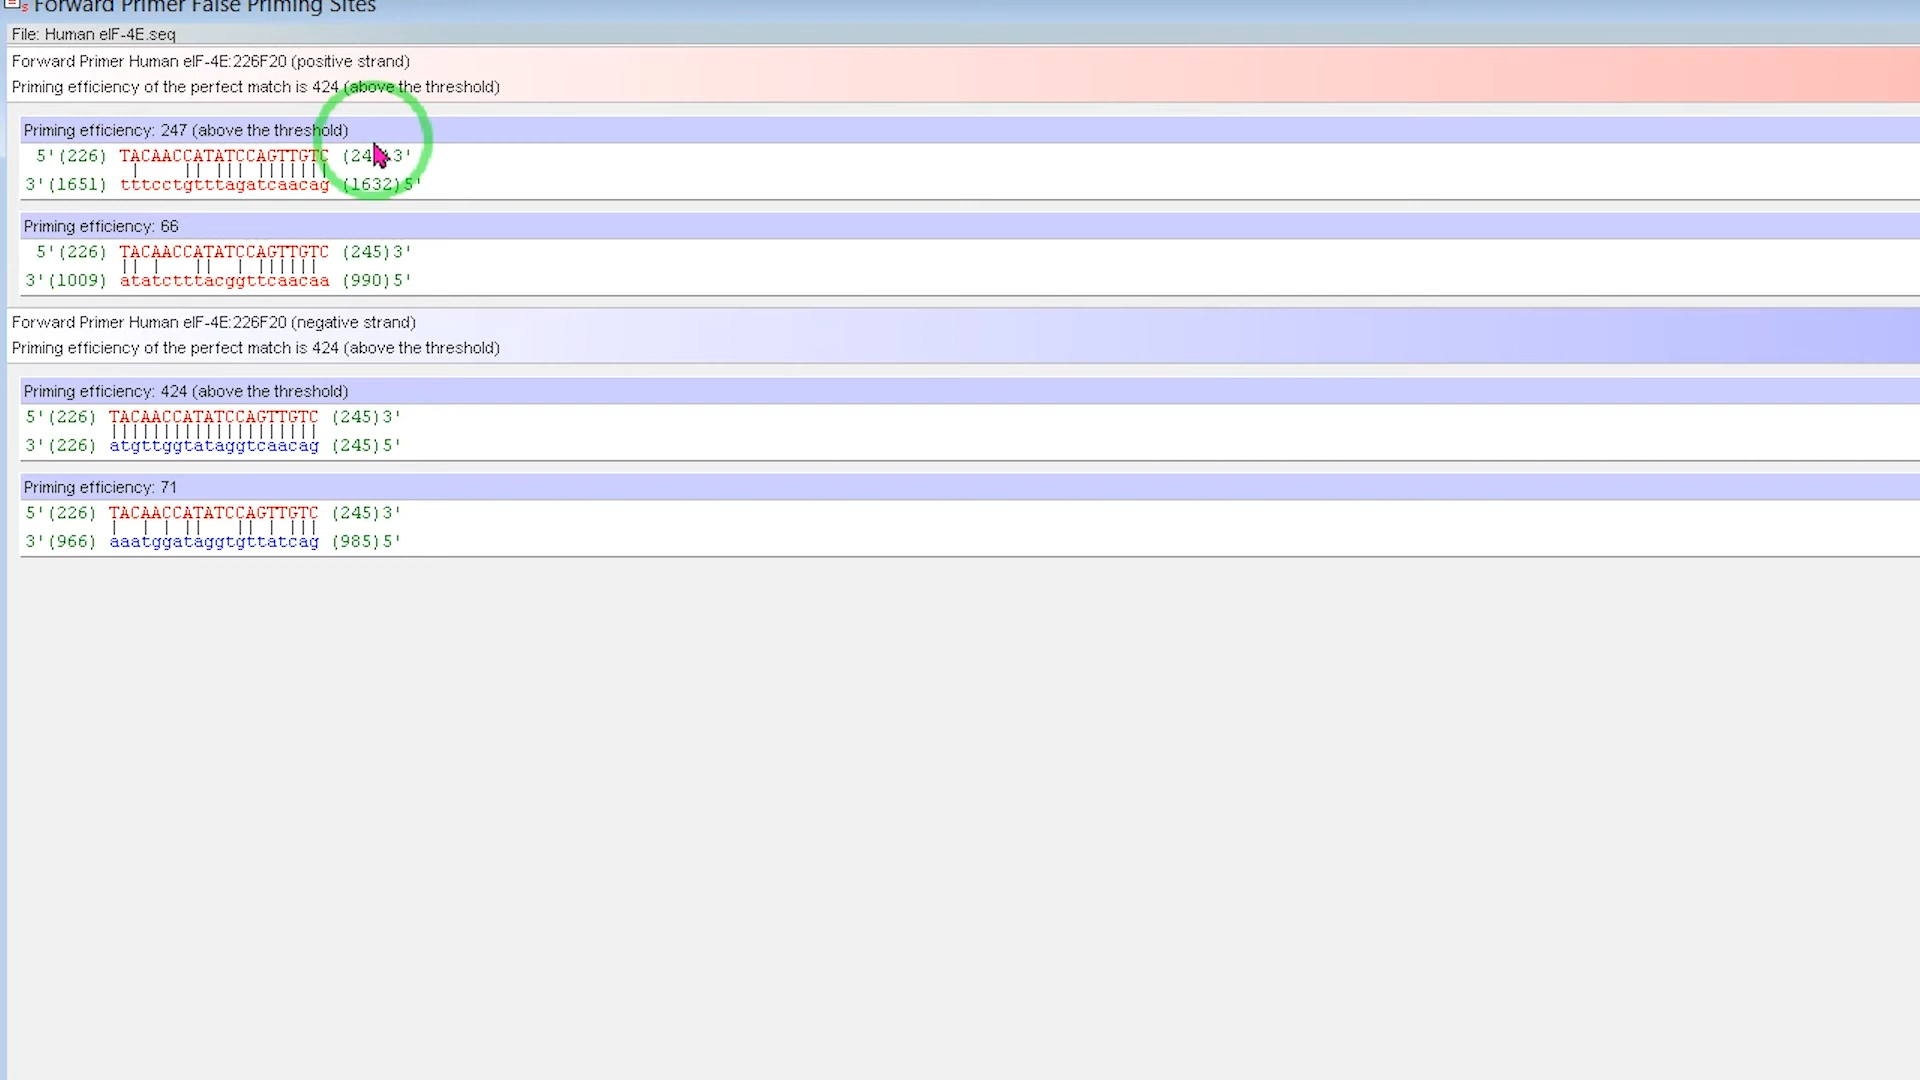 Forward Primer False Priming Sites
File: Human eIF-4E.seq
Forward Primer Human eIF-4E:226F20 (positive strand)
Priming efficiency of the perfect match is 424 (above the threshold)
Priming efficiency: 247 (above the threshold)
5'(226) TACAACCATATCCAGTTGTC 3'
3'(1651) tttcctgtttagatcaacag (1632)5'
Priming efficiency: 66
5'(226) TACAACCATATCCAGTTGTC (245)3'
3'(1009) atatctttacggttcaacaa (990)5'
Forward Primer Human eIF-4E:226F20 (negative strand)
Priming efficiency of the perfect match is 424 (above the threshold)
Priming efficiency: 424 (above the threshold)
5'(226) TACAACCATATCCAGTTGTC (245)3'
3'(226) atgttggtataggtcaacag (245)5'
Priming efficiency: 71
5'(226) TACAACCATATCCAGTTGTC (245)3'
3'(966) aaatggataggtgttatcag (985)5'